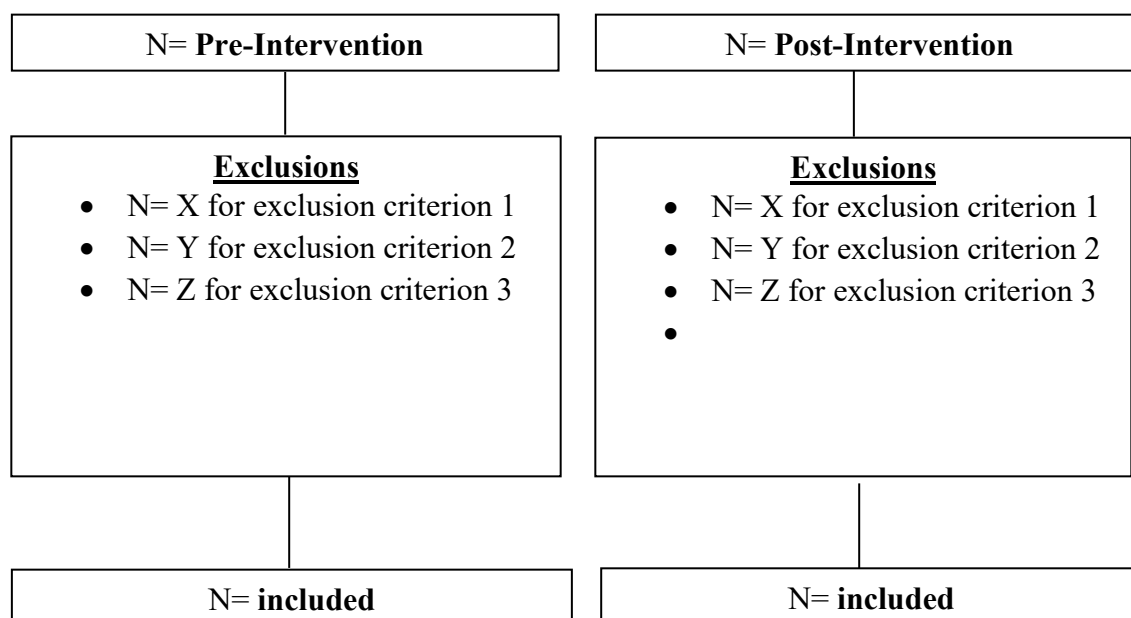 N= Pre-Intervention
Exclusions
• N= X for exclusion criterion 1
• N= Y for exclusion criterion 2
• N= Z for exclusion criterion 3
N= included
N= Post-Intervention
Exclusions
• N= X for exclusion criterion 1
• N= Y for exclusion criterion 2
• N= Z for exclusion criterion 3
•
N= included